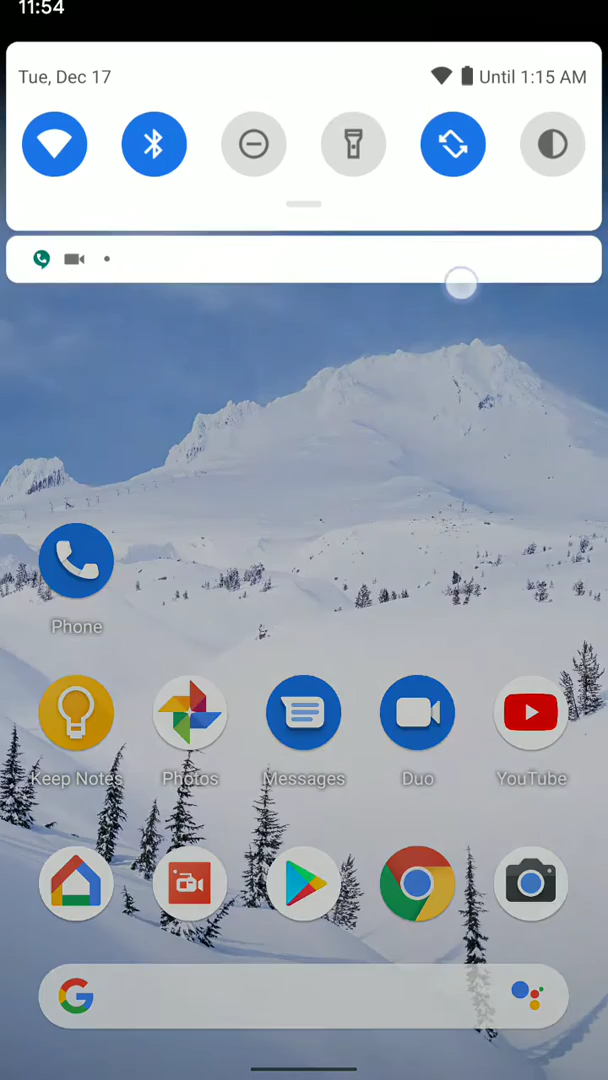 11:54
Tue, Dec 17
Until 1:15 AM
Phone
Keep Notes
Photos
Messages
Duo
YouTube